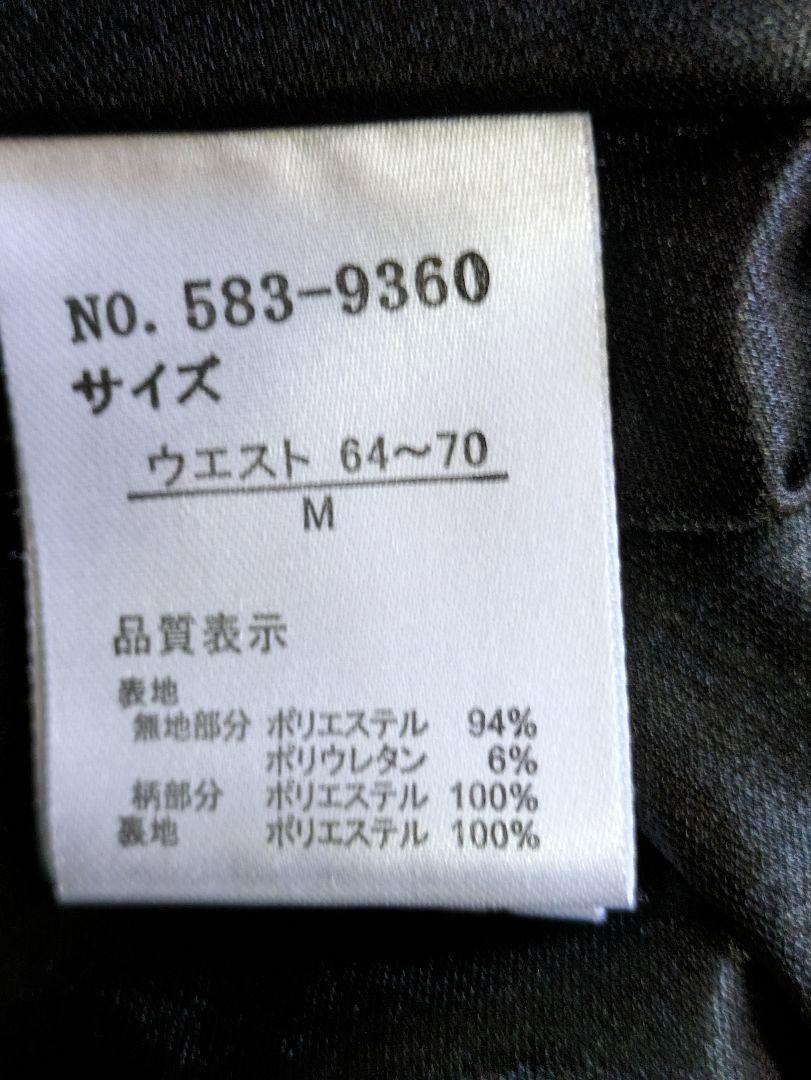 NO. 583-9360
サイズ
ウエスト 64〜70
M
品質表示
表地
無地部分 ポリエステル 94%
ポリウレタン 6%
柄部分 ポリエステル 100%
裏地 ポリエステル 100%